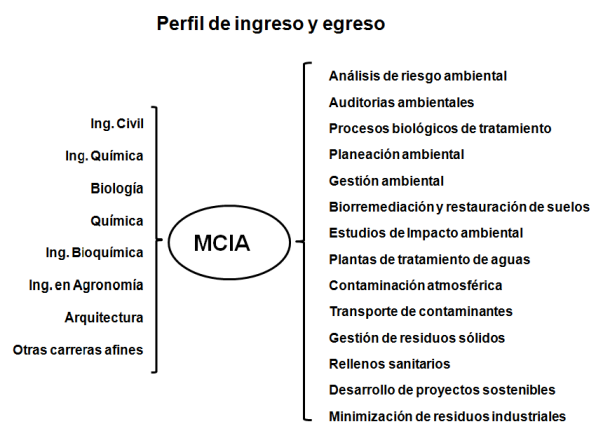 Perfil de ingreso y egreso
Ing. Civil
Ing. Química
Biología
Química
Ing. Bioquímica
Ing. en Agronomía
Arquitectura
Otras carreras afines
MCIA
Análisis de riesgo ambiental
Auditorias ambientales
Procesos biológicos de tratamiento
Planeación ambiental
Gestión ambiental
Biorremediación y restauración de suelos
Estudios de Impacto ambiental
Plantas de tratamiento de aguas
Contaminación atmosférica
Transporte de contaminantes
Gestión de residuos sólidos
Rellenos sanitarios
Desarrollo de proyectos sostenibles
Minimización de residuos industriales